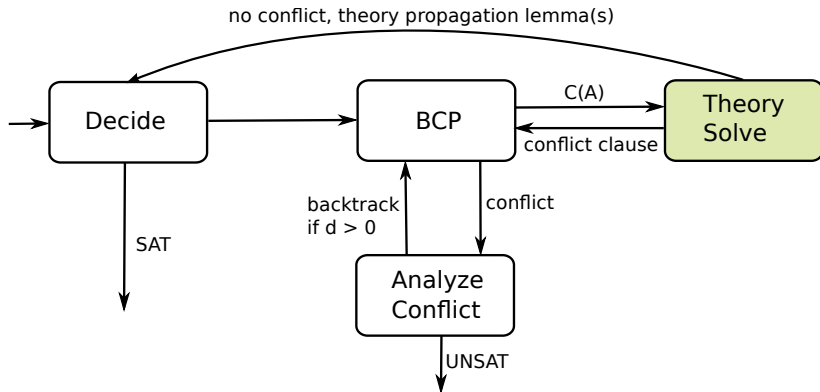 no conflict, theory propagation lemma(s)
Decide
BCP
C(A)
Theory
Solve
conflict clause
backtrack
if d > 0
conflict
SAT
Analyze
Conflict
UNSAT